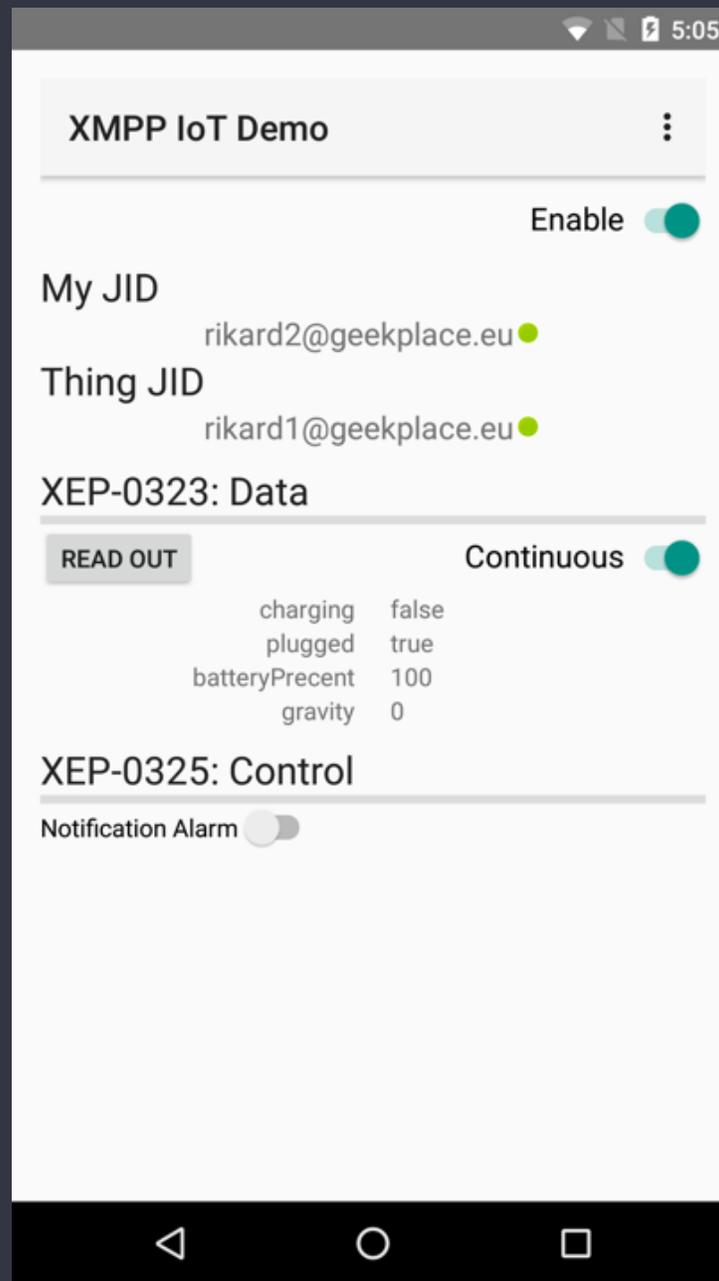 5:05
XMPP IoT Demo
Enable
My JID
rikard2@geekplace.eu
Thing JID
rikard1@geekplace.eu
XEP-0323: Data
READ OUT Continuous
charging false
plugged true
batteryPrecent 100
gravity 0
XEP-0325: Control
Notification Alarm